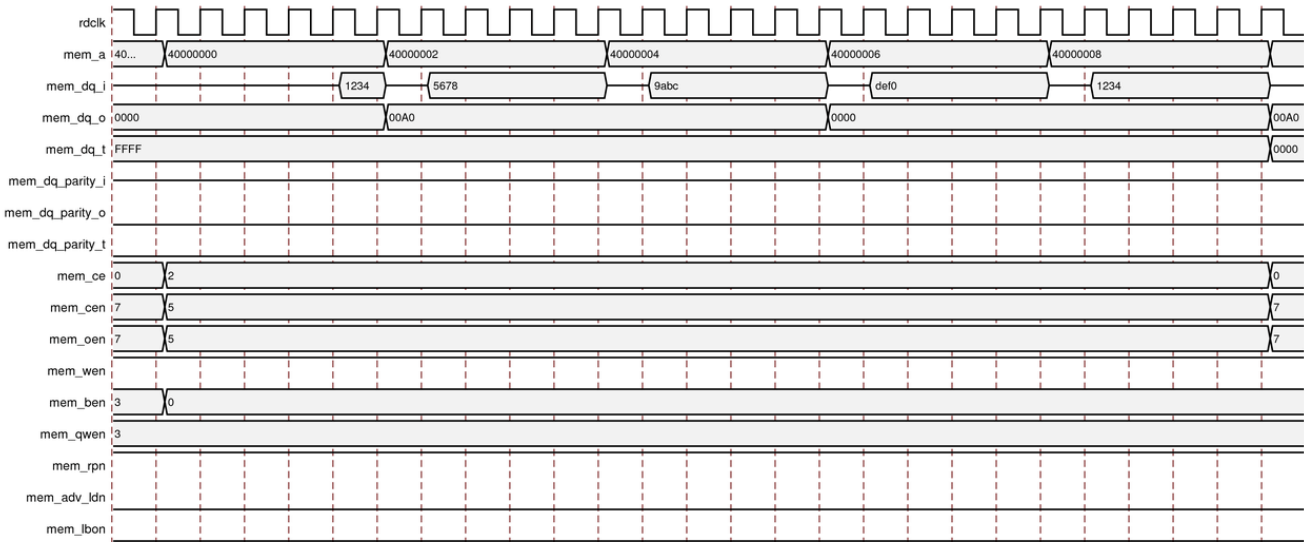 rdclk
mem_a 40... 40000000 40000002 40000004 40000006 40000008
mem_dq_i 1234 5678 9abc def0 1234
mem_dq_o 0000 00A0 0000 00A0
mem_dq_t FFFF 0000
mem_dq_parity_i
mem_dq_parity_o
mem_dq_parity_t
mem_ce 0 2 0
mem_cen 7 5 7
mem_oen 7 5 7
mem_wen
mem_ben 3 0
mem_qwen 3
mem_rpn
mem_adv_ldn
mem_lbon